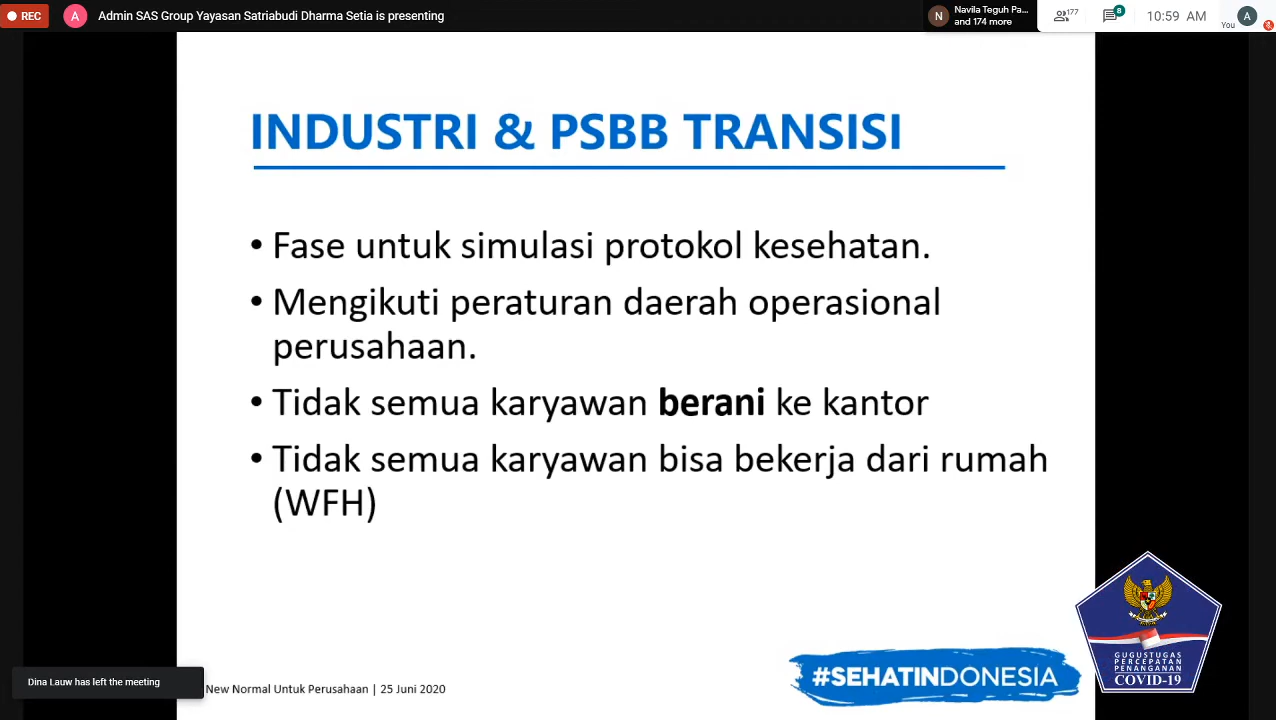 REC
A
Admin SAS Group Yayasan Satriabudi Dharma Setia is presenting
N
Navila Teguh Pa...
and 174 more
177
8
10:59 AM
You
A
INDUSTRI & PSBB TRANSISI
• Fase untuk simulasi protokol kesehatan.
• Mengikuti peraturan daerah operasional
perusahaan.
• Tidak semua karyawan berani ke kantor
• Tidak semua karyawan bisa bekerja dari rumah
(WFH)
Dina Lauw has left the meeting
New Normal Untuk Perusahaan | 25 Juni 2020
#SEHATINDONESIA
GUGUSTUGAS
PERCEPATAN
PENANGANAN
COVID-19